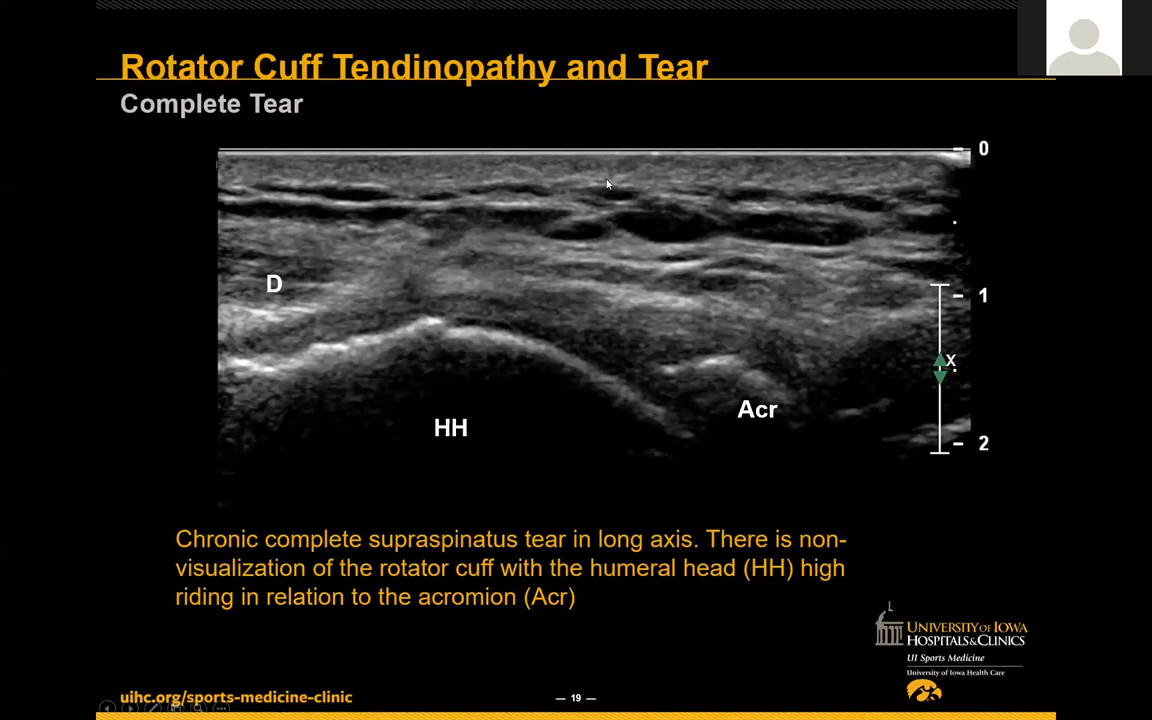 Rotator Cuff Tendinopathy and Tear
Complete Tear
0
D
1
X
Acr
HH
2
Chronic complete supraspinatus tear in long axis. There is non-
visualization of the rotator cuff with the humeral head (HH) high
riding in relation to the acromion (Acr)
UNIVERSITY OF IOWA
HOSPITALS & CLINICS
UI Sports Medicine
University of Iowa Health Care
uihc.org/sports-medicine-clinic
— 19 —